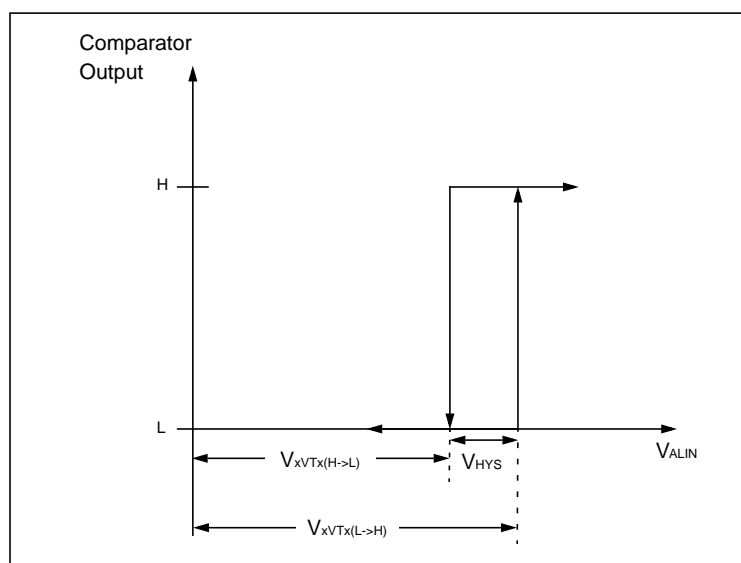 Comparator
Output
H
L
VALIN
VxVTx(H->L)
VHYS
VxVTx(L->H)